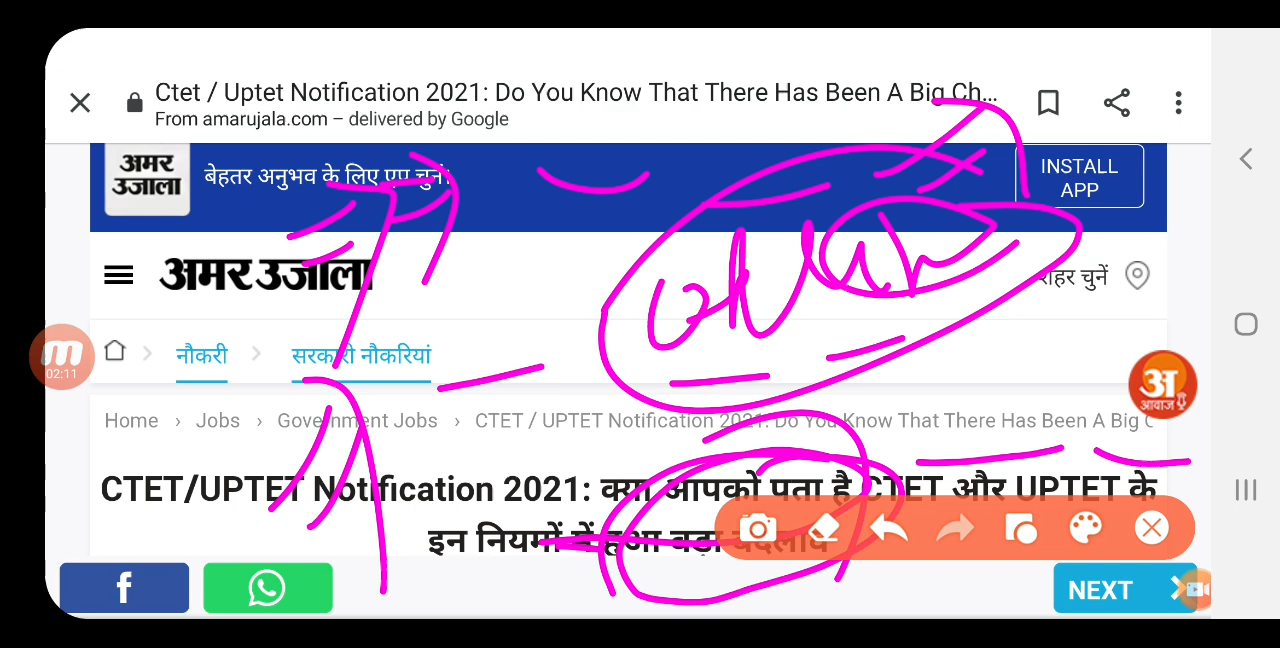 Ctet / Uptet Notification 2021: Do You Know That There Has Been A Big Ch...
From amarujala.com – delivered by Google
अमर
उजाला
बेहतर अनुभव के लिए एप चुनें।
INSTALL
APP
अमर उजाला
शहर चुनें
02:11
नौकरी
सरकारी नौकरियां
अ
आवाज
Home › Jobs › Government Jobs › CTET / UPTET Notification 2021: Do You Know That There Has Been A Big C
CTET/UPTET Notification 2021: क्या आपको पता है CTET और UPTET के
इन नियमों में हुआ बड़ा बदलाव
NEXT